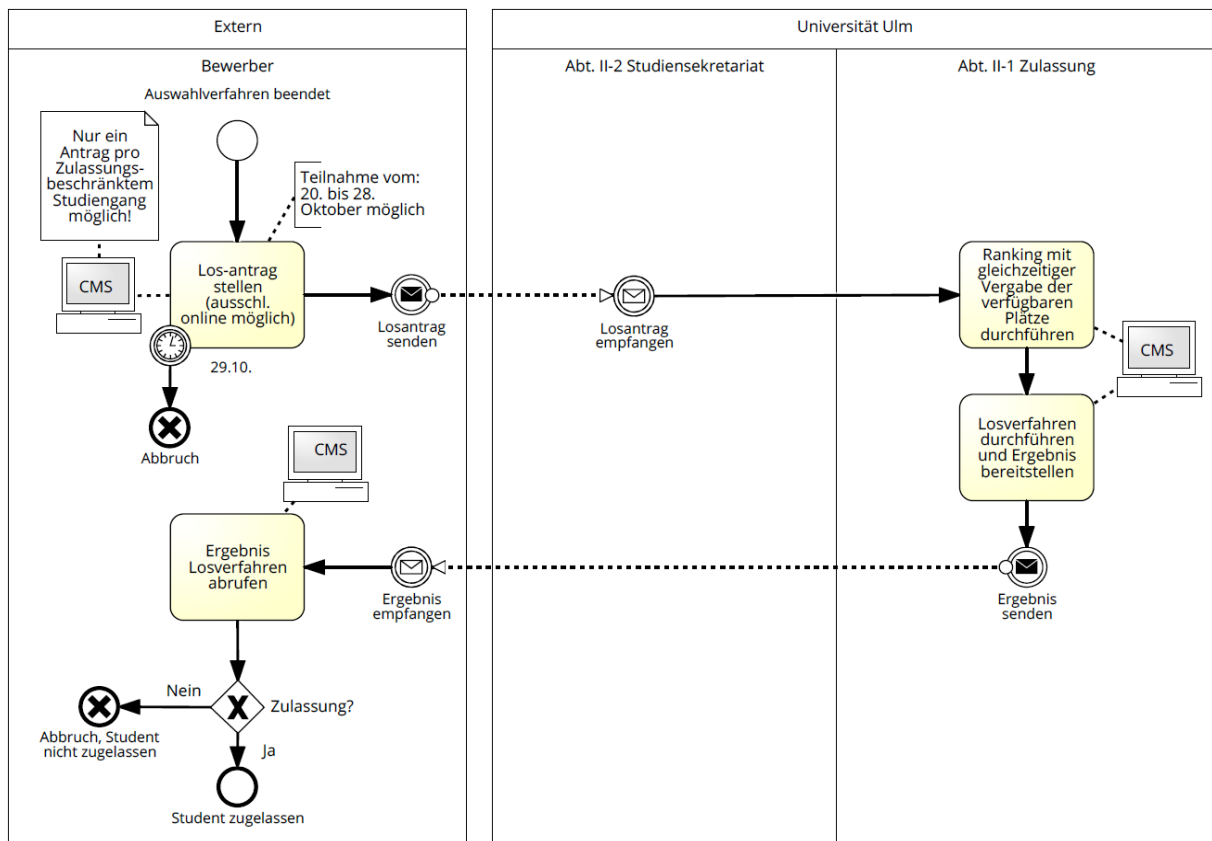 Extern
Universität Ulm
Bewerber
Abt. II-2 Studiensekretariat
Abt. II-1 Zulassung
Auswahlverfahren beendet
Nur ein
Antrag pro
Zulassungs-
beschränktem
Studiengang
möglich!
Teilnahme vom:
20. bis 28.
Oktober möglich
CMS
Los-antrag
stellen
(ausschl.
online möglich)
Losantrag
senden
Losantrag
empfangen
Ranking mit
gleichzeitiger
Vergabe der
verfügbaren
Plätze
durchführen
CMS
29.10.
Abbruch
Losverfahren
durchführen
und Ergebnis
bereitstellen
CMS
Ergebnis
Losverfahren
abrufen
Ergebnis
empfangen
Ergebnis
senden
Nein
Zulassung?
Abbruch, Student
nicht zugelassen
Ja
Student zugelassen